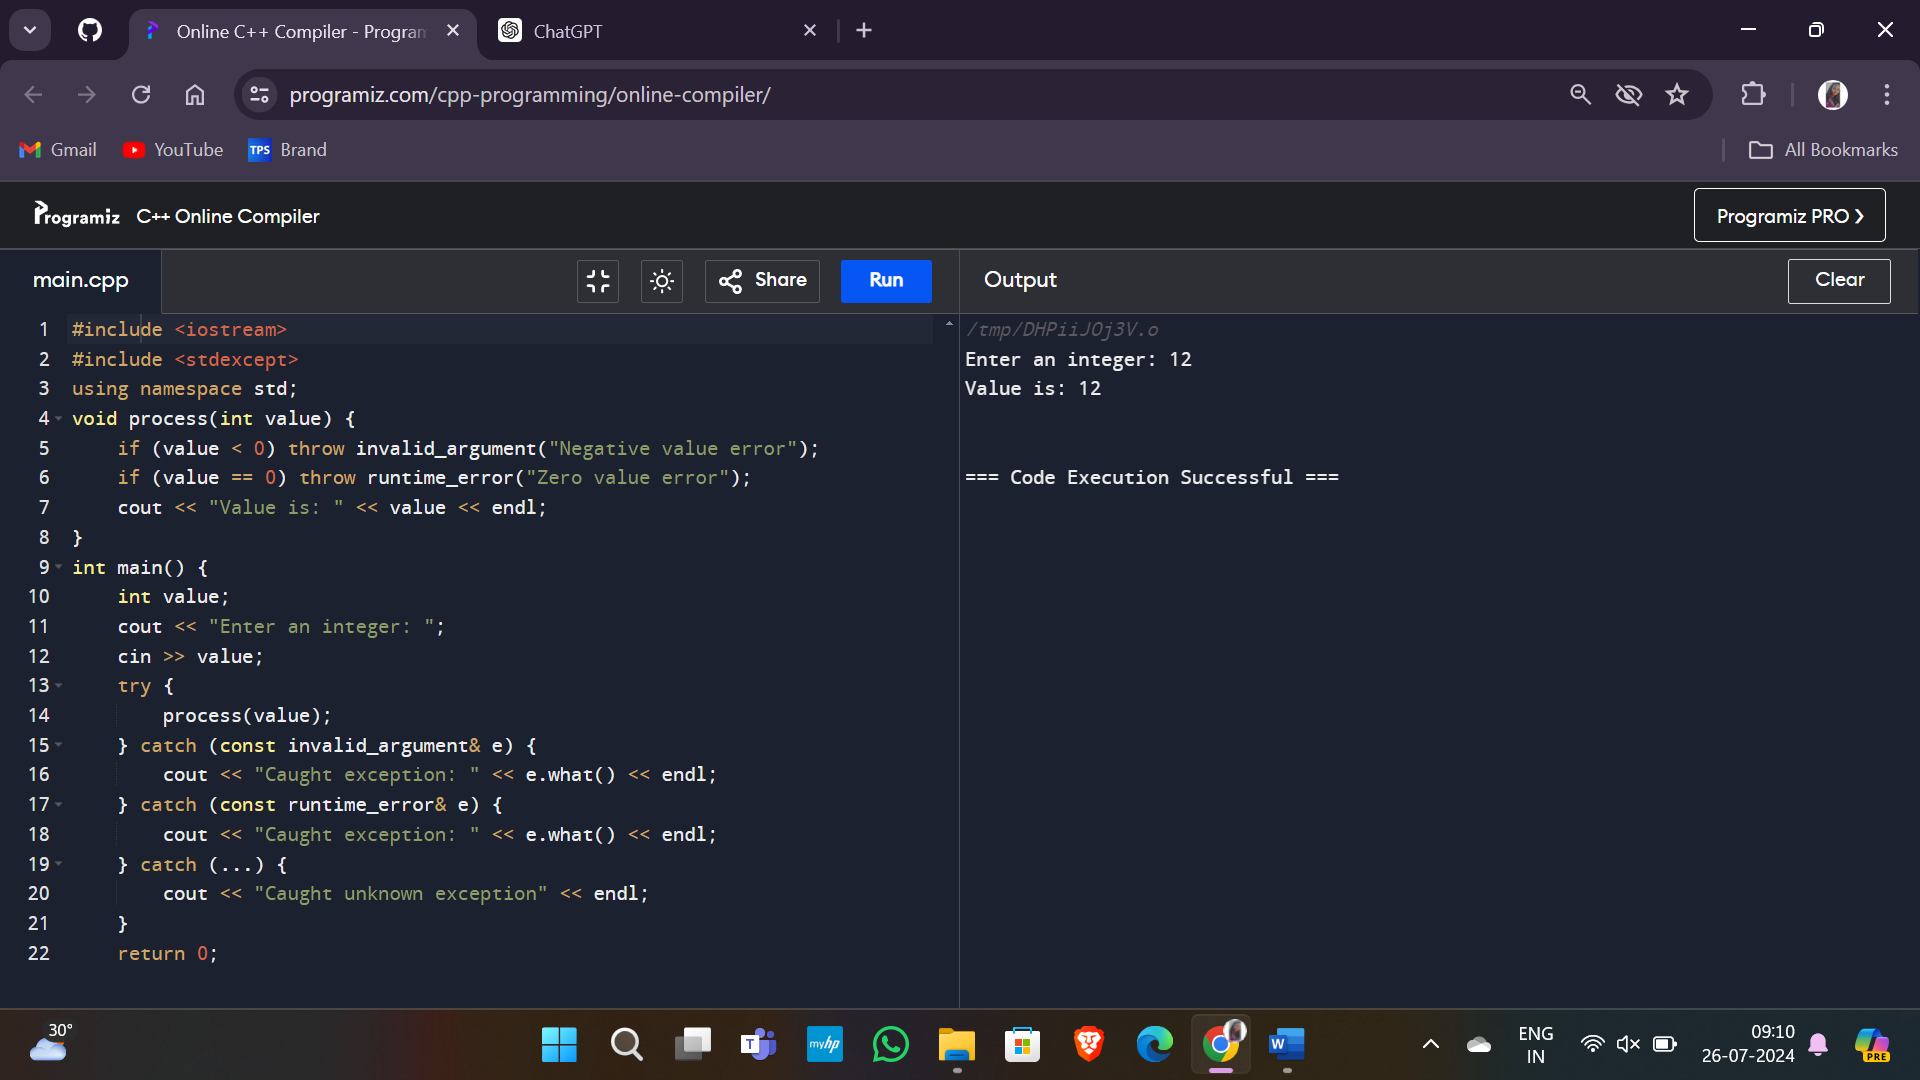 Online C++ Compiler - Program
ChatGPT
programiz.com/cpp-programming/online-compiler/
Gmail
YouTube
TPS
Brand
All Bookmarks
Programiz
C++ Online Compiler
Programiz PRO ❯
main.cpp
Share
Run
Output
Clear
1 #include <iostream>
2 #include <stdexcept>
3 using namespace std;
4 void process(int value) {
5     if (value < 0) throw invalid_argument("Negative value error");
6     if (value == 0) throw runtime_error("Zero value error");
7     cout << "Value is: " << value << endl;
8 }
9 int main() {
10     int value;
11     cout << "Enter an integer: ";
12     cin >> value;
13     try {
14         process(value);
15     } catch (const invalid_argument& e) {
16         cout << "Caught exception: " << e.what() << endl;
17     } catch (const runtime_error& e) {
18         cout << "Caught exception: " << e.what() << endl;
19     } catch (...) {
20         cout << "Caught unknown exception" << endl;
21     }
22     return 0;
/tmp/DHPiiJOj3V.o
Enter an integer: 12
Value is: 12
=== Code Execution Successful ===
30°
T
myhp
W
ENG
IN
09:10
26-07-2024
PRE